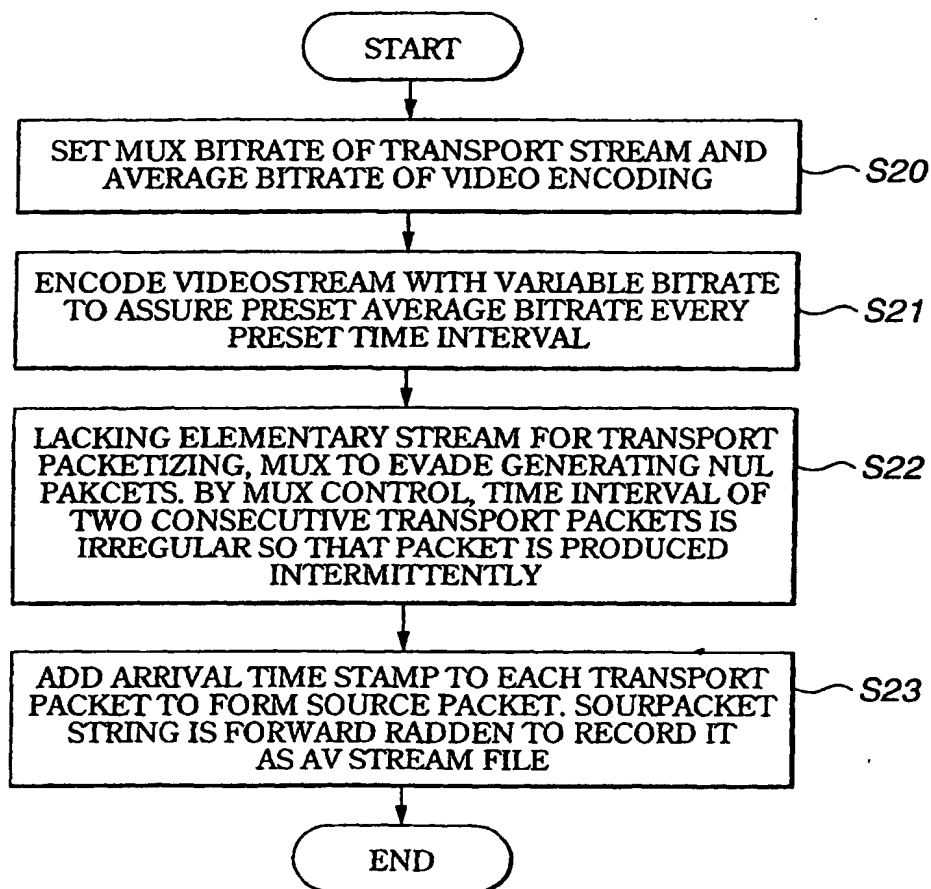 START
SET MUX BITRATE OF TRANSPORT STREAM AND
AVERAGE BITRATE OF VIDEO ENCODING
S20
ENCODE VIDEOSTREAM WITH VARIABLE BITRATE
TO ASSURE PRESET AVERAGE BITRATE EVERY
PRESET TIME INTERVAL
S21
LACKING ELEMENTARY STREAM FOR TRANSPORT
PACKETIZING, MUX TO EVADE GENERATING NUL
PAKCETS. BY MUX CONTROL, TIME INTERVAL OF
TWO CONSECUTIVE TRANSPORT PACKETS IS
IRREGULAR SO THAT PACKET IS PRODUCED
INTERMITTENTLY
S22
ADD ARRIVAL TIME STAMP TO EACH TRANSPORT
PACKET TO FORM SOURCE PACKET. SOURPACKET
STRING IS FORWARD RADDEN TO RECORD IT
AS AV STREAM FILE
S23
END